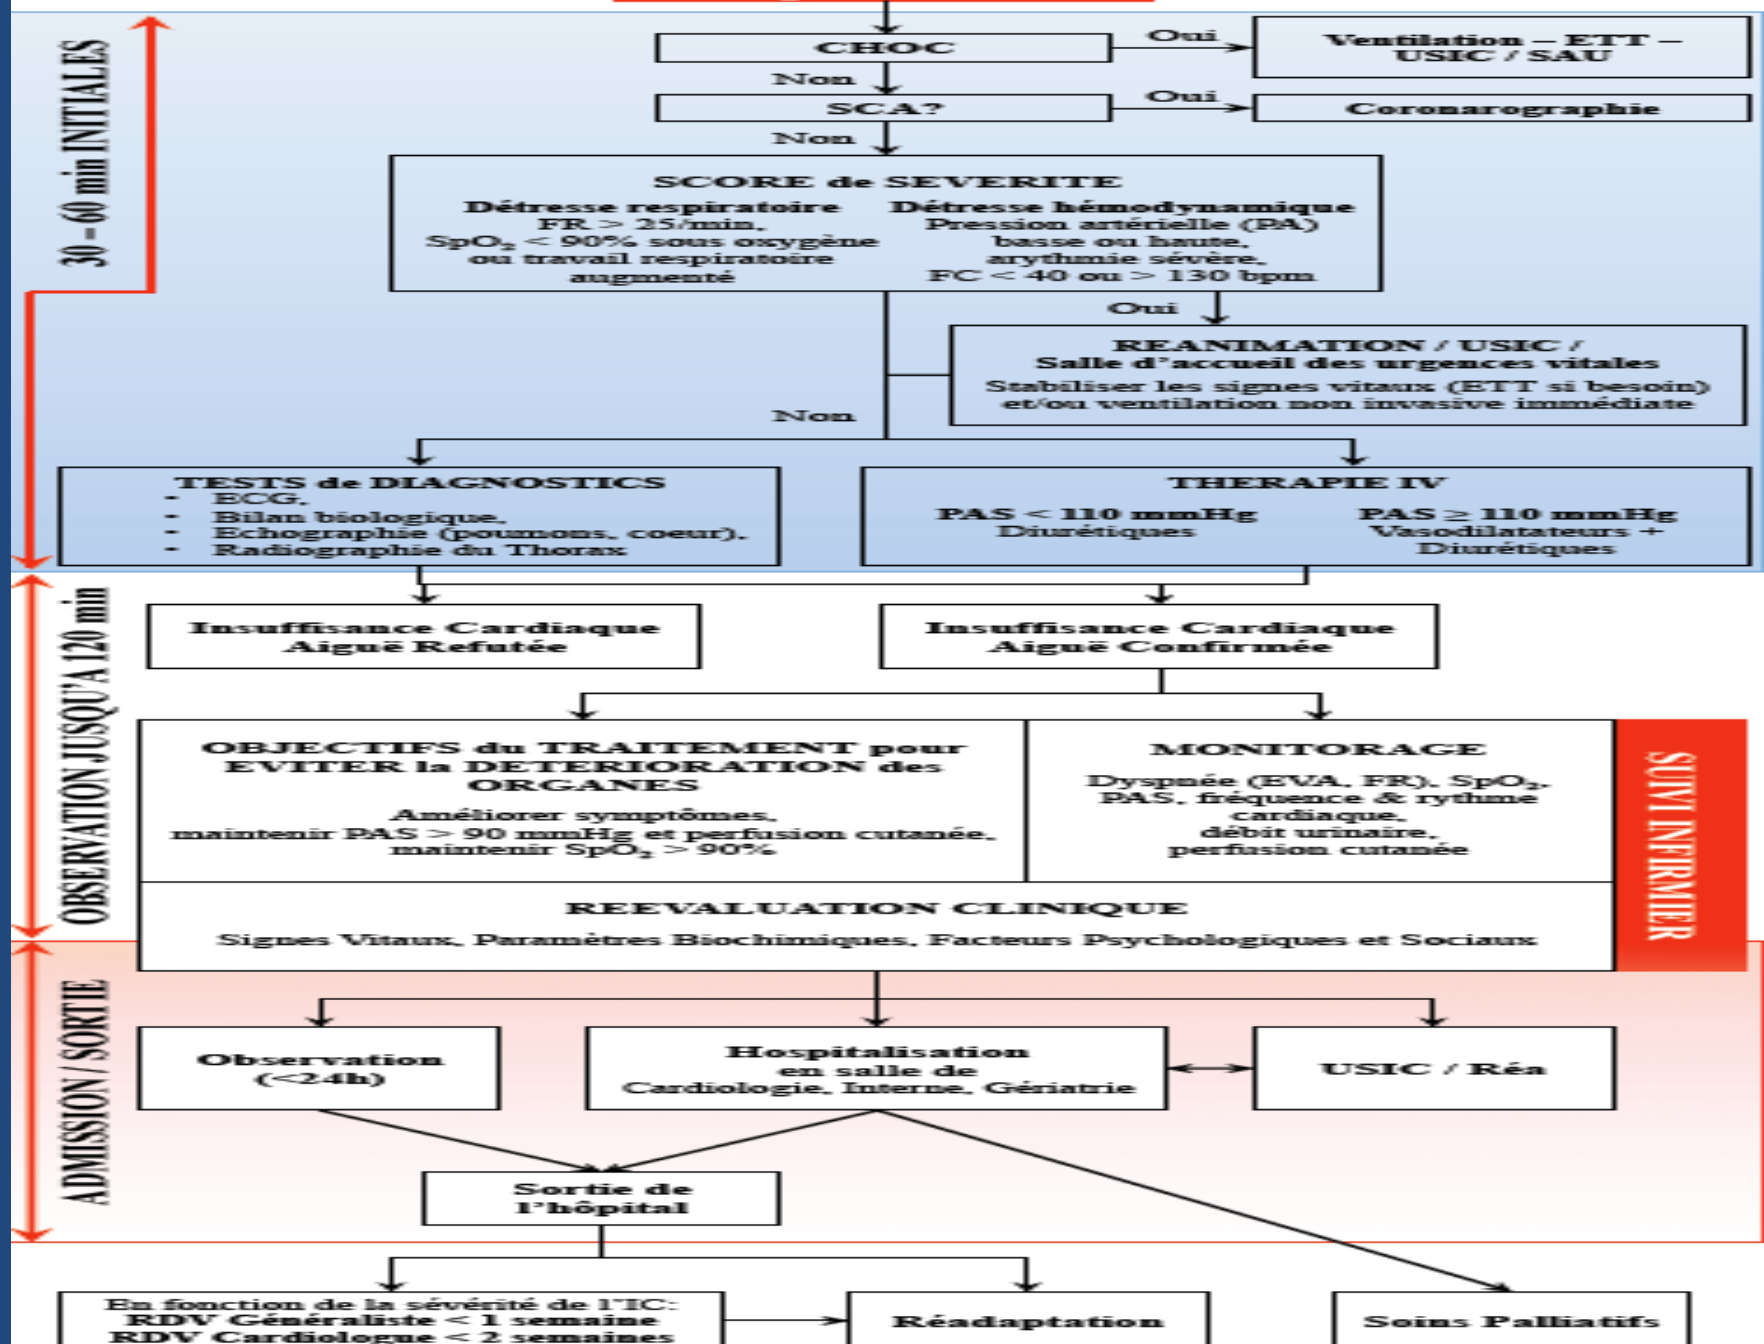 30 – 60 min INITIALES
CHOC
Oui
Ventilation – ETT –
USIC / SAU
Non
SCA?
Oui
Coronarographie
Non
SCORE de SEVERITE
Détresse respiratoire
FR > 25/min,
SpO₂ < 90% sous oxygène
ou travail respiratoire
augmenté
Détresse hémodynamique
Pression artérielle (PA)
basse ou haute,
arythmie sévère,
FC < 40 ou > 130 bpm
Oui
REANIMATION / USIC /
Salle d'accueil des urgences vitales
Stabiliser les signes vitaux (ETT si besoin)
et/ou ventilation non invasive immédiate
Non
TESTS de DIAGNOSTICS
• ECG,
• Bilan biologique,
• Echographie (poumons, coeur),
• Radiographie du Thorax
THERAPIE IV
PAS < 110 mmHg
Diurétiques
PAS ≥ 110 mmHg
Vasodilatateurs +
Diurétiques
OBSERVATION JUSQU'A 120 min
Insuffisance Cardiaque
Aiguë Refutée
Insuffisance Cardiaque
Aiguë Confirmée
OBJECTIFS du TRAITEMENT pour
EVITER la DETERIORATION des
ORGANES
Améliorer symptômes,
maintenir PAS > 90 mmHg et perfusion cutanée,
maintenir SpO₂ > 90%
MONITORAGE
Dyspnée (EVA, FR), SpO₂,
PAS, fréquence & rythme
cardiaque,
débit urinaire,
perfusion cutanée
SUIVI INFIRMIER
REEVALUATION CLINIQUE
Signes Vitaux, Paramètres Biochimiques, Facteurs Psychologiques et Sociaux
ADMISSION / SORTIE
Observation
(<24h)
Hospitalisation
en salle de
Cardiologie, Interne, Gériatrie
USIC / Réa
Sortie de
l'hôpital
En fonction de la sévérité de l'IC:
RDV Généraliste < 1 semaine
RDV Cardiologue < 2 semaines
Réadaptation
Soins Palliatifs